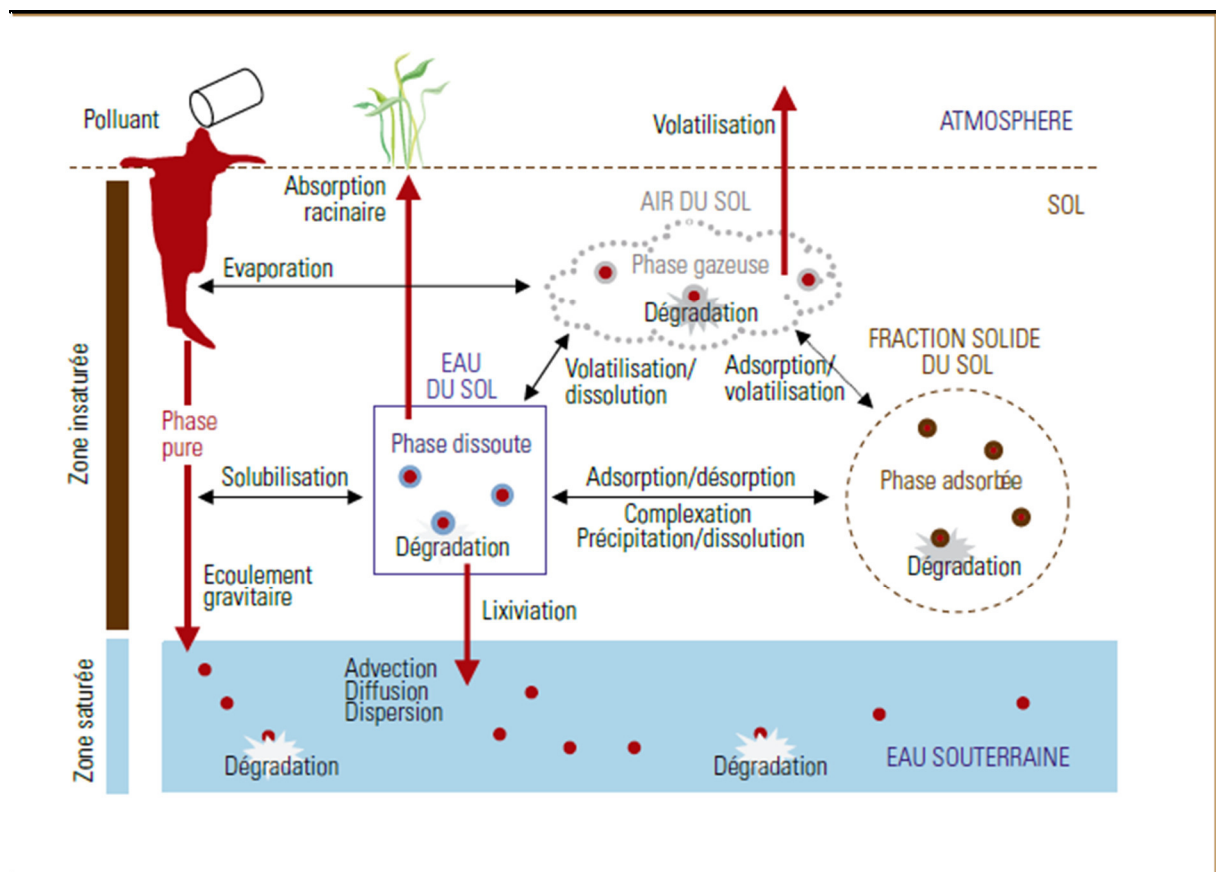 Polluant
Volatilisation
ATMOSPHERE
Absorption
racinaire
AIR DU SOL
SOL
Evaporation
Phase gazeuse
Dégradation
FRACTION SOLIDE
DU SOL
EAU
DU SOL
Volatilisation/
dissolution
Adsorption/
volatilisation
Zone insaturée
Phase
pure
Phase dissoute
Solubilisation
Adsorption/désorption
Complexation
Précipitation/dissolution
Phase adsorbée
Dégradation
Dégradation
Ecoulement
gravitaire
Lixiviation
Zone saturée
Advection
Diffusion
Dispersion
Dégradation
Dégradation
EAU SOUTERRAINE